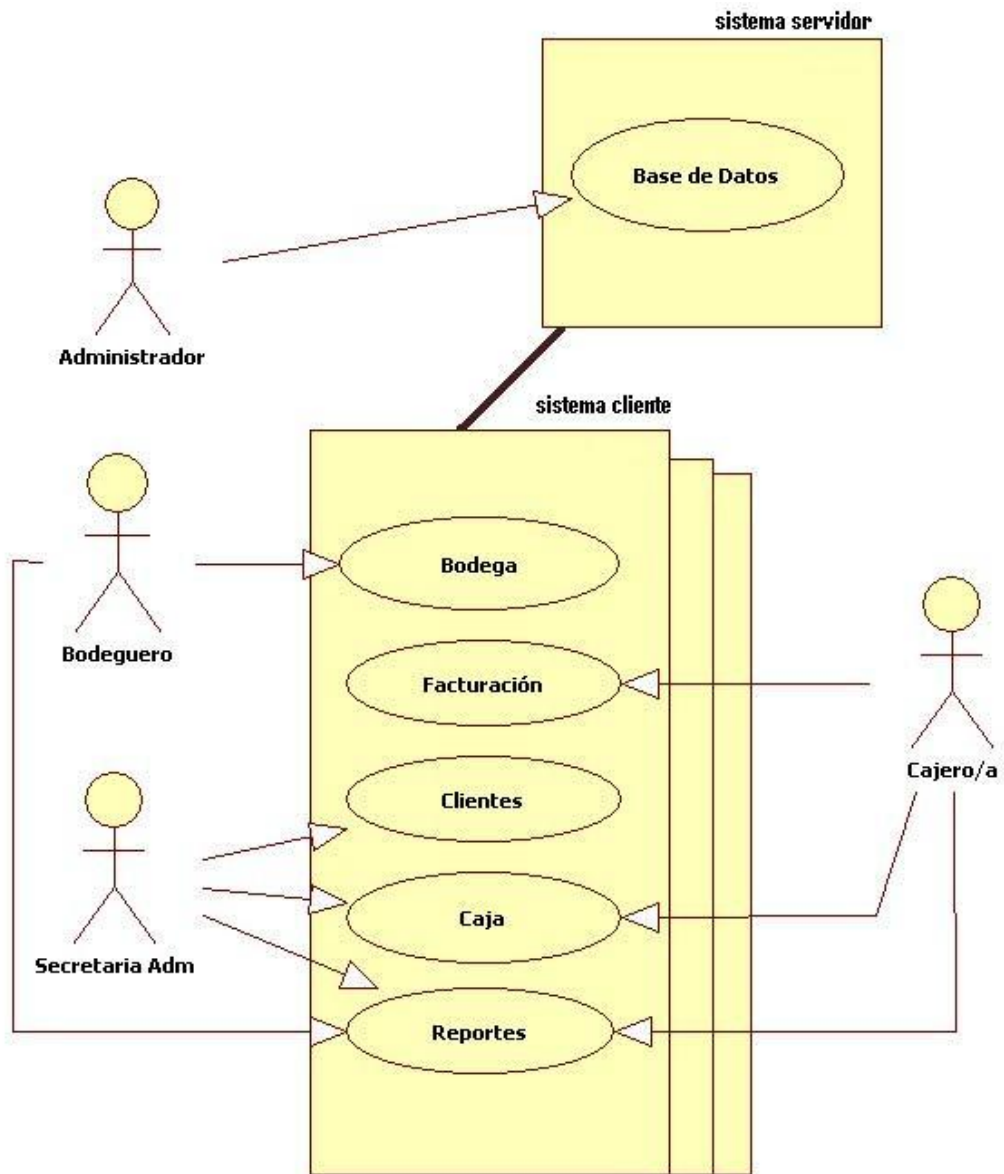 sistema servidor
Base de Datos
Administrador
sistema cliente
Bodega
Bodeguero
Facturación
Cajero/a
Clientes
Caja
Secretaria Adm
Reportes